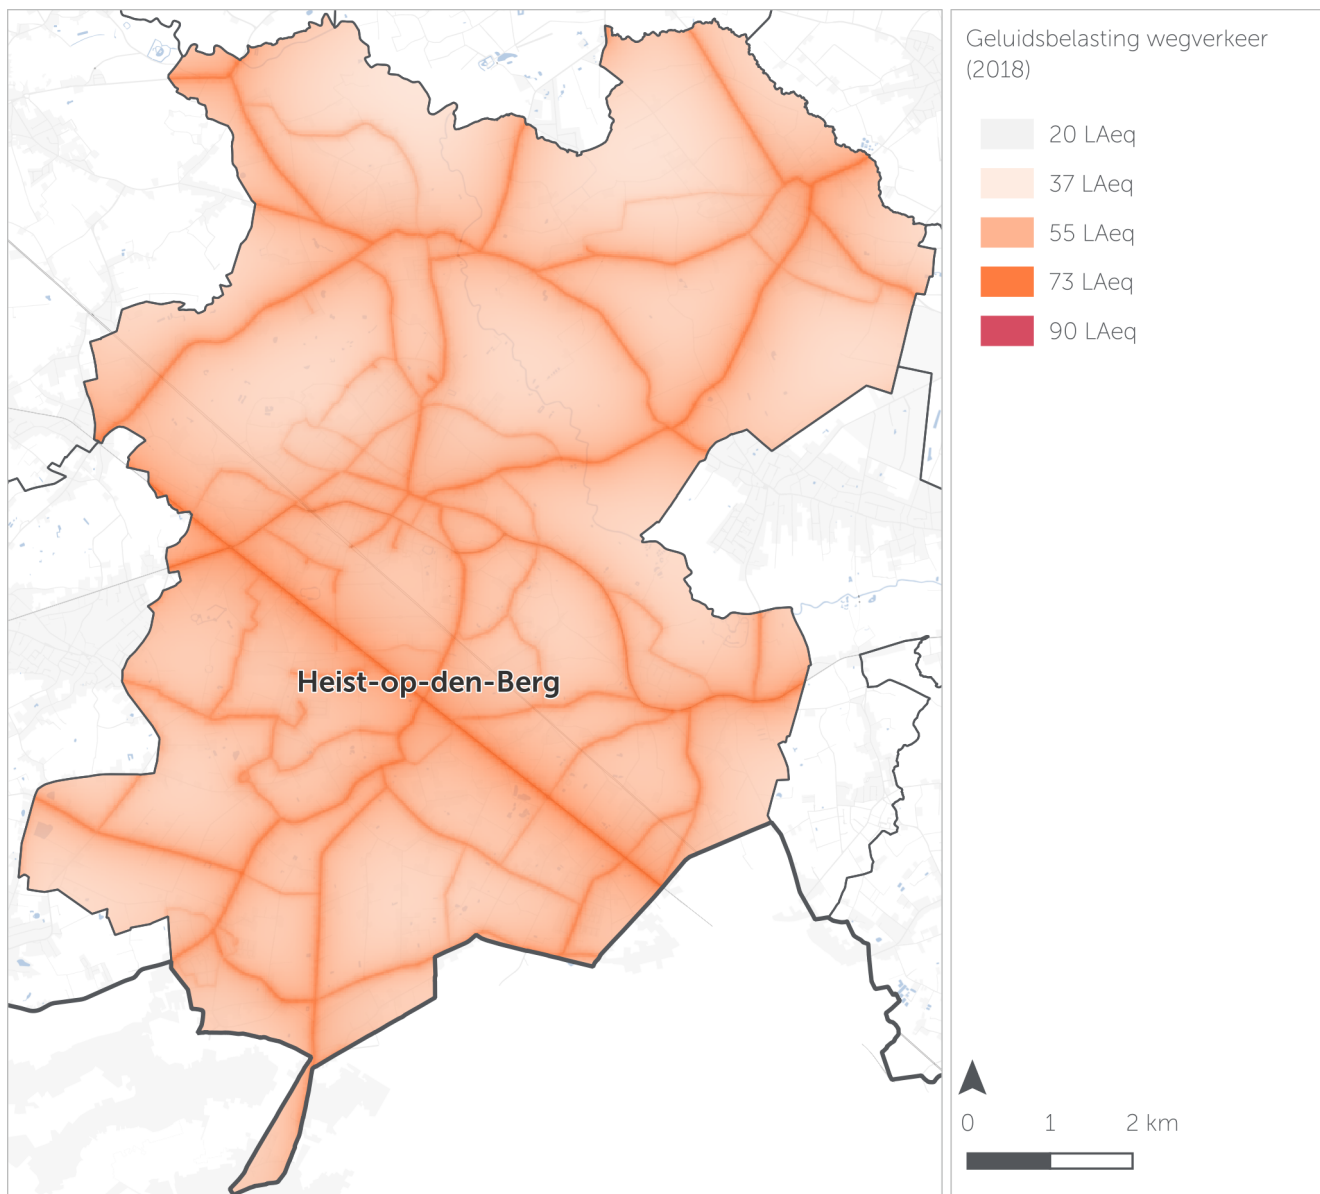 Geluidsbelasting wegverkeer
(2018)
20 LAeq
37 LAeq
55 LAeq
73 LAeq
90 LAeq
Heist-op-den-Berg
0 1 2 km